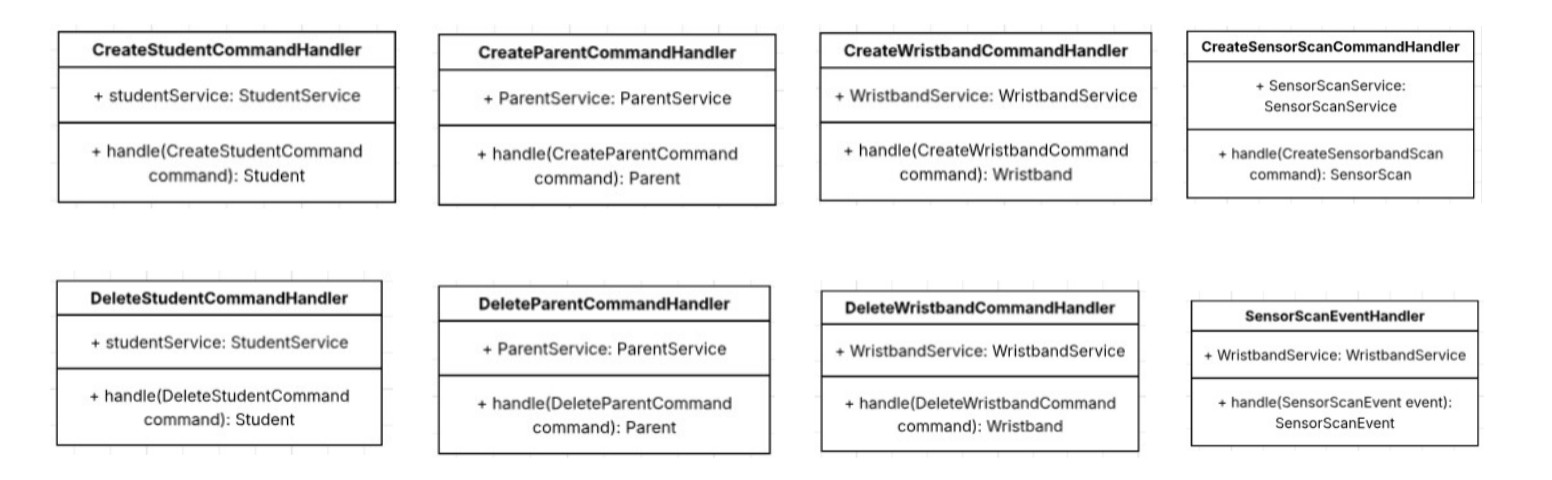 CreateStudentCommandHandler
+ studentService: StudentService
+ handle(CreateStudentCommand
command): Student
CreateParentCommandHandler
+ ParentService: ParentService
+ handle(CreateParentCommand
command): Parent
CreateWristbandCommandHandler
+ WristbandService: WristbandService
+ handle(CreateWristbandCommand
command): Wristband
CreateSensorScanCommandHandler
+ SensorScanService:
SensorScanService
+ handle(CreateSensorbandScan
command): SensorScan
DeleteStudentCommandHandler
+ studentService: StudentService
+ handle(DeleteStudentCommand
command): Student
DeleteParentCommandHandler
+ ParentService: ParentService
+ handle(DeleteParentCommand
command): Parent
DeleteWristbandCommandHandler
+ WristbandService: WristbandService
+ handle(DeleteWristbandCommand
command): Wristband
SensorScanEventHandler
+ WristbandService: WristbandService
+ handle(SensorScanEvent event):
SensorScanEvent